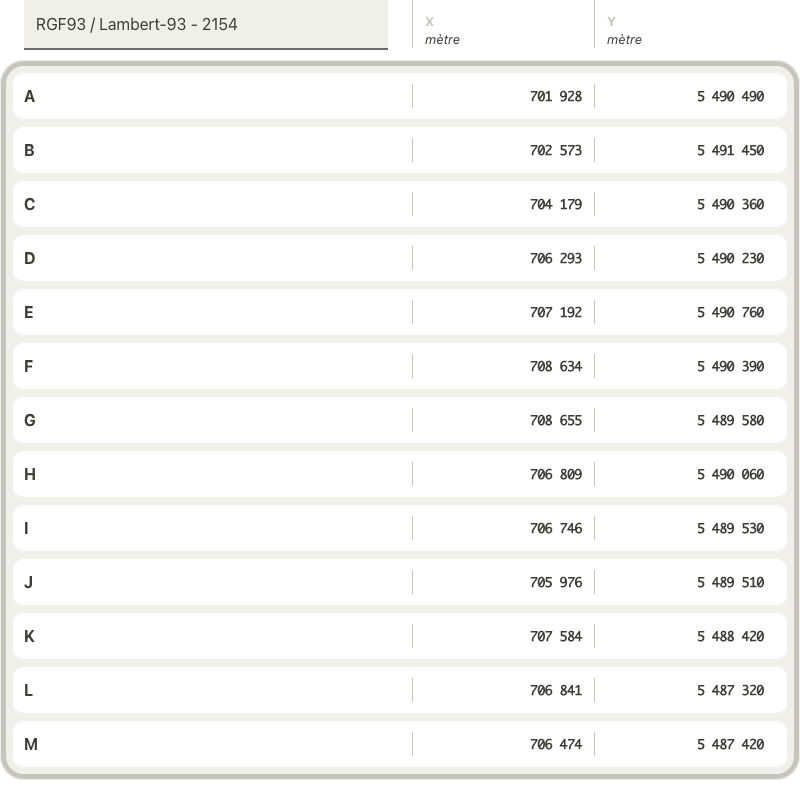 RGF93 / Lambert-93 - 2154
X
mètre
Y
mètre
A 701 928 5 490 490
B 702 573 5 491 450
C 704 179 5 490 360
D 706 293 5 490 230
E 707 192 5 490 760
F 708 634 5 490 390
G 708 655 5 489 580
H 706 809 5 490 060
I 706 746 5 489 530
J 705 976 5 489 510
K 707 584 5 488 420
L 706 841 5 487 320
M 706 474 5 487 420